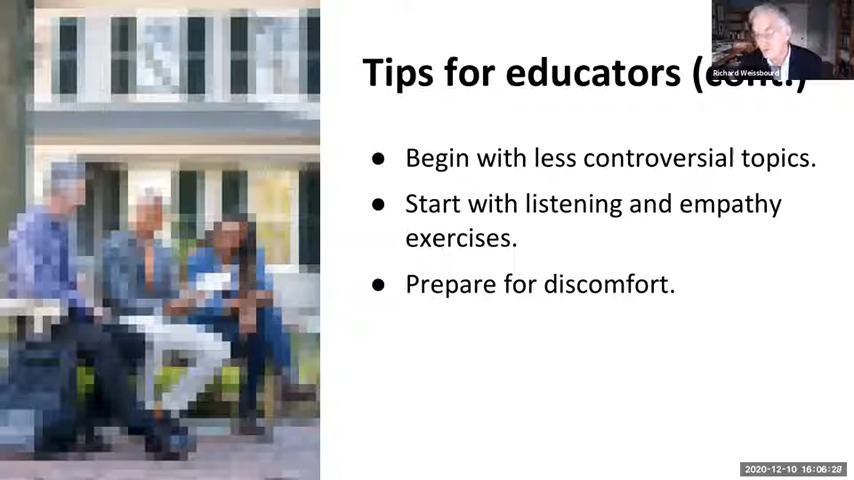 Tips for educators (cont.)
Richard Weissbourd
● Begin with less controversial topics.
● Start with listening and empathy
exercises.
● Prepare for discomfort.
2020-12-10 16:06:28